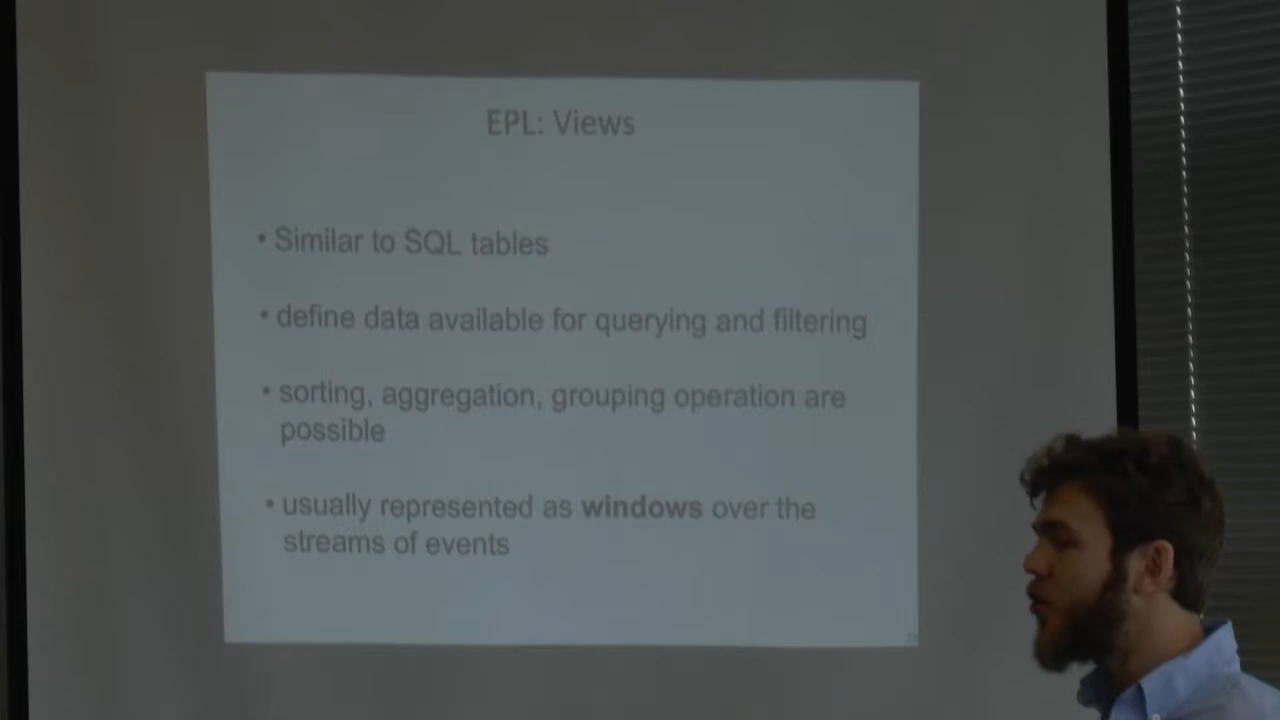 EPL: Views
• Similar to SQL tables
• define data available for querying and filtering
• sorting, aggregation, grouping operation are
possible
• usually represented as windows over the
streams of events